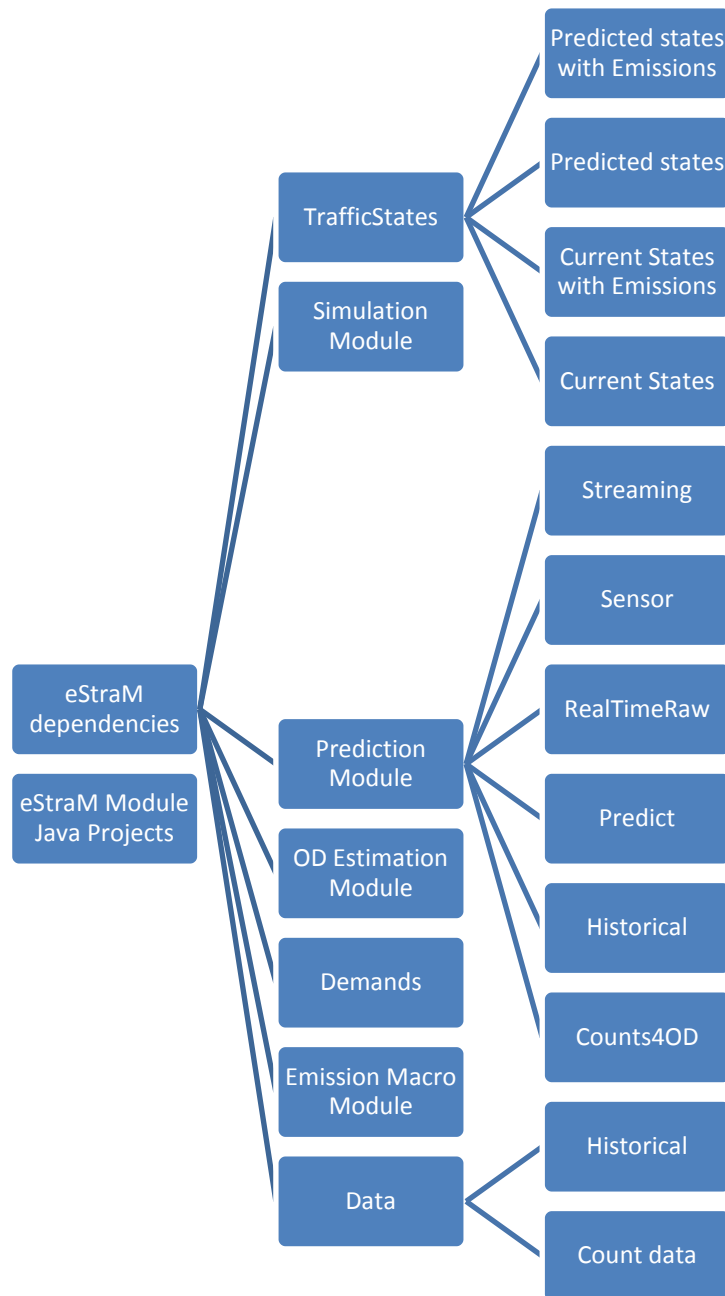 Predicted states
with Emissions
Predicted states
TrafficStates
Current States
with Emissions
Simulation
Module
Current States
Streaming
Sensor
eStraM
dependencies
RealTimeRaw
Prediction
Module
eStraM Module
Java Projects
Predict
OD Estimation
Module
Historical
Demands
Counts4OD
Emission Macro
Module
Historical
Data
Count data